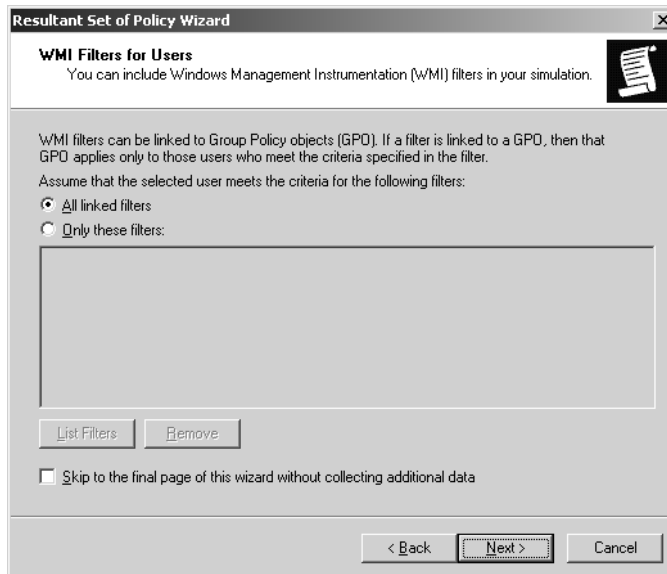 Resultant Set of Policy Wizard
WMI Filters for Users
You can include Windows Management Instrumentation (WMI) filters in your simulation.
WMI filters can be linked to Group Policy objects (GPO). If a filter is linked to a GPO, then that
GPO applies only to those users who meet the criteria specified in the filter.
Assume that the selected user meets the criteria for the following filters:
All linked filters
Only these filters:
List Filters Remove
Skip to the final page of this wizard without collecting additional data
< Back Next > Cancel